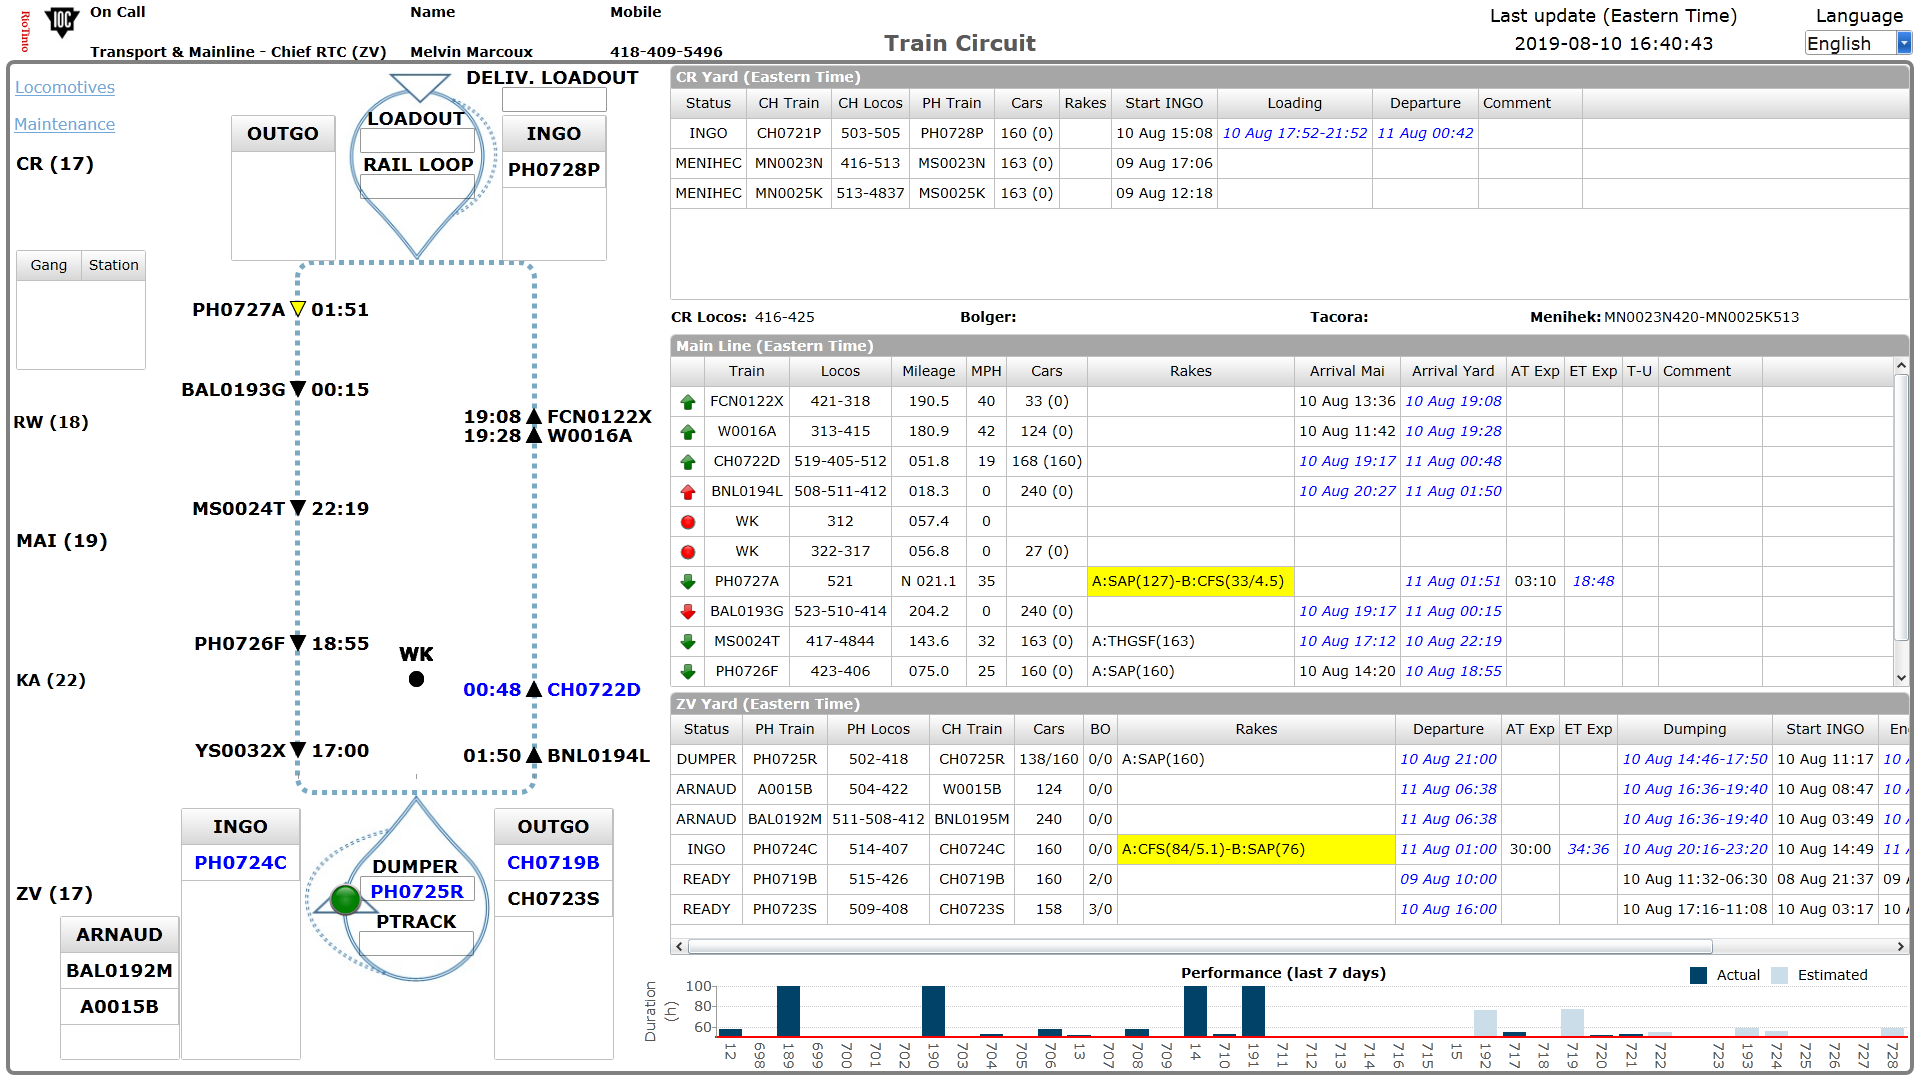 RioTinto
IOC
On Call Name Mobile
Transport & Mainline - Chief RTC (ZV) Melvin Marcoux 418-409-5496
Train Circuit
Last update (Eastern Time)
2019-08-10 16:40:43
Language
English
Locomotives
Maintenance
CR (17)
Gang Station
RW (18)
MAI (19)
KA (22)
ZV (17)
DELIV. LOADOUT
OUTGO
LOADOUT
RAIL LOOP
INGO
PH0728P
PH0727A 01:51
BAL0193G 00:15
19:08 FCN0122X
19:28 W0016A
MS0024T 22:19
PH0726F 18:55
WK
00:48 CH0722D
YS0032X 17:00
01:50 BNL0194L
INGO
PH0724C
DUMPER
PH0725R
PTRACK
OUTGO
CH0719B
CH0723S
ARNAUD
BAL0192M
A0015B
CR Yard (Eastern Time)
Status CH Train CH Locos PH Train Cars Rakes Start INGO Loading Departure Comment
INGO CH0721P 503-505 PH0728P 160 (0) 10 Aug 15:08 10 Aug 17:52-21:52 11 Aug 00:42
MENIHEC MN0023N 416-513 MS0023N 163 (0) 09 Aug 17:06
MENIHEC MN0025K 513-4837 MS0025K 163 (0) 09 Aug 12:18
CR Locos: 416-425 Bolger: Tacora: Menihek: MN0023N420-MN0025K513
Main Line (Eastern Time)
Train Locos Mileage MPH Cars Rakes Arrival Mai Arrival Yard AT Exp ET Exp T-U Comment
FCN0122X 421-318 190.5 40 33 (0) 10 Aug 13:36 10 Aug 19:08
W0016A 313-415 180.9 42 124 (0) 10 Aug 11:42 10 Aug 19:28
CH0722D 519-405-512 051.8 19 168 (160) 10 Aug 19:17 11 Aug 00:48
BNL0194L 508-511-412 018.3 0 240 (0) 10 Aug 20:27 11 Aug 01:50
WK 312 057.4 0
WK 322-317 056.8 0 27 (0)
PH0727A 521 N 021.1 35 A:SAP(127)-B:CFS(33/4.5) 11 Aug 01:51 03:10 18:48
BAL0193G 523-510-414 204.2 0 240 (0) 10 Aug 19:17 11 Aug 00:15
MS0024T 417-4844 143.6 32 163 (0) A:THGSF(163) 10 Aug 17:12 10 Aug 22:19
PH0726F 423-406 075.0 25 160 (0) A:SAP(160) 10 Aug 14:20 10 Aug 18:55
ZV Yard (Eastern Time)
Status PH Train PH Locos CH Train Cars BO Rakes Departure AT Exp ET Exp Dumping Start INGO En
DUMPER PH0725R 502-418 CH0725R 138/160 0/0 A:SAP(160) 10 Aug 21:00 10 Aug 14:46-17:50 10 Aug 11:17 10
ARNAUD A0015B 504-422 W0015B 124 0/0 11 Aug 06:38 10 Aug 16:36-19:40 10 Aug 08:47 10
ARNAUD BAL0192M 511-508-412 BNL0195M 240 0/0 11 Aug 06:38 10 Aug 16:36-19:40 10 Aug 03:49 10
INGO PH0724C 514-407 CH0724C 160 0/0 A:CFS(84/5.1)-B:SAP(76) 11 Aug 01:00 30:00 34:36 10 Aug 20:16-23:20 10 Aug 14:49 11
READY PH0719B 515-426 CH0719B 160 2/0 09 Aug 10:00 10 Aug 11:32-06:30 08 Aug 21:37 09
READY PH0723S 509-408 CH0723S 158 3/0 10 Aug 16:00 10 Aug 17:16-11:08 10 Aug 03:17 10
Performance (last 7 days)
Actual Estimated
Duration (h)
100
80
60
12 698 189 699 700 701 702 190 703 704 705 706 13 707 708 709 14 710 191 711 712 713 714 716 715 15 192 717 718 719 720 721 722 723 193 724 725 726 727 728